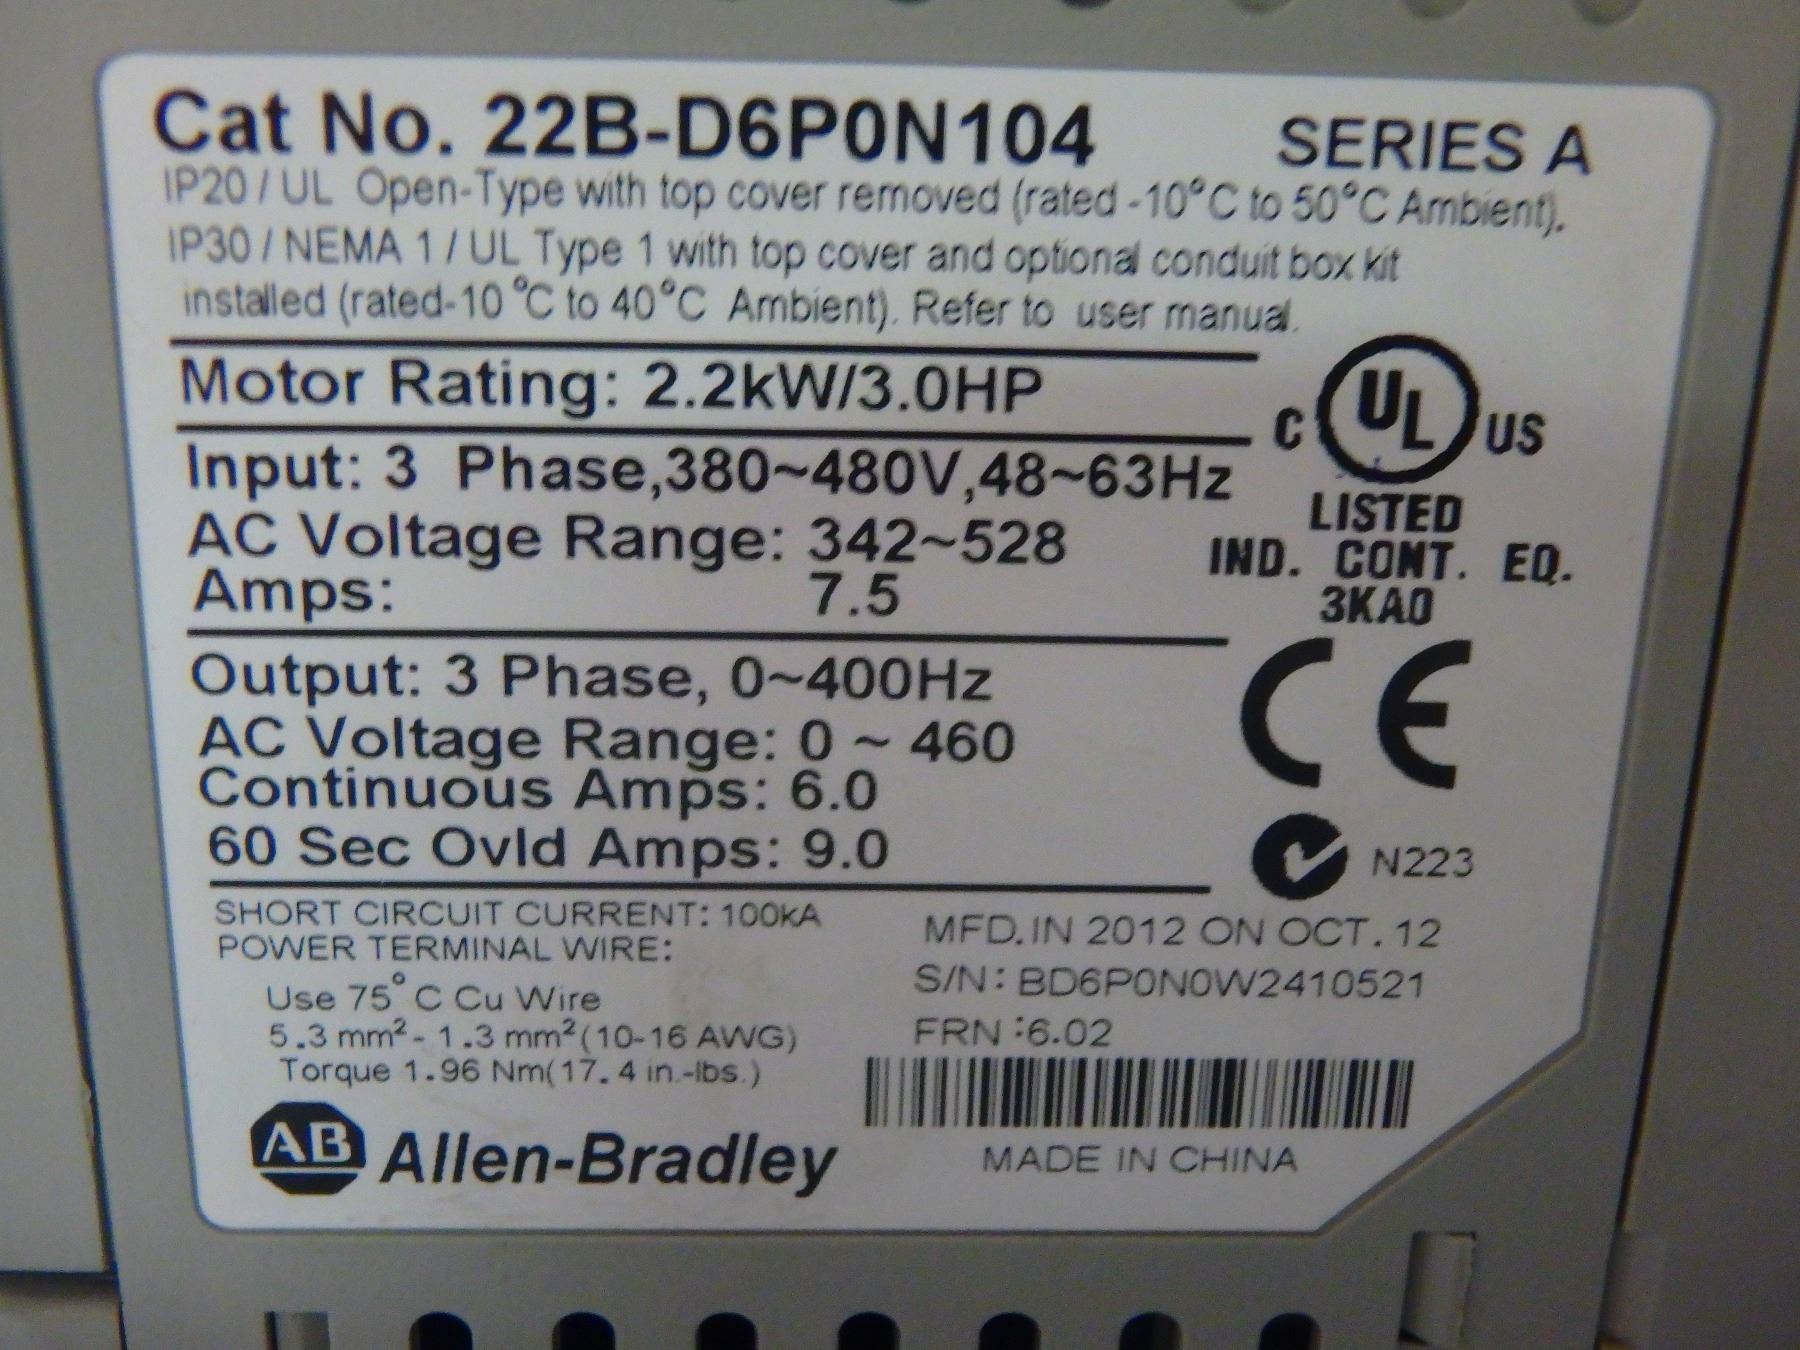 Cat No. 22B-D6P0N104 SERIES A
IP20 / UL Open-Type with top cover removed (rated -10°C to 50°C Ambient).
IP30 / NEMA 1 / UL Type 1 with top cover and optional conduit box kit
installed (rated-10 °C to 40°C Ambient). Refer to user manual.
Motor Rating: 2.2kW/3.0HP
Input: 3 Phase,380~480V,48~63Hz
AC Voltage Range: 342~528
Amps: 7.5
Output: 3 Phase, 0~400Hz
AC Voltage Range: 0 ~ 460
Continuous Amps: 6.0
60 Sec Ovld Amps: 9.0
C UL US
LISTED
IND. CONT. EQ.
3KA0
CE
N223
SHORT CIRCUIT CURRENT: 100kA
POWER TERMINAL WIRE:
Use 75° C Cu Wire
5.3 mm² - 1.3 mm² (10-16 AWG)
Torque 1.96 Nm(17.4 in.-lbs.)
MFD. IN 2012 ON OCT. 12
S/N: BD6P0N0W2410521
FRN :6.02
AB Allen-Bradley
MADE IN CHINA